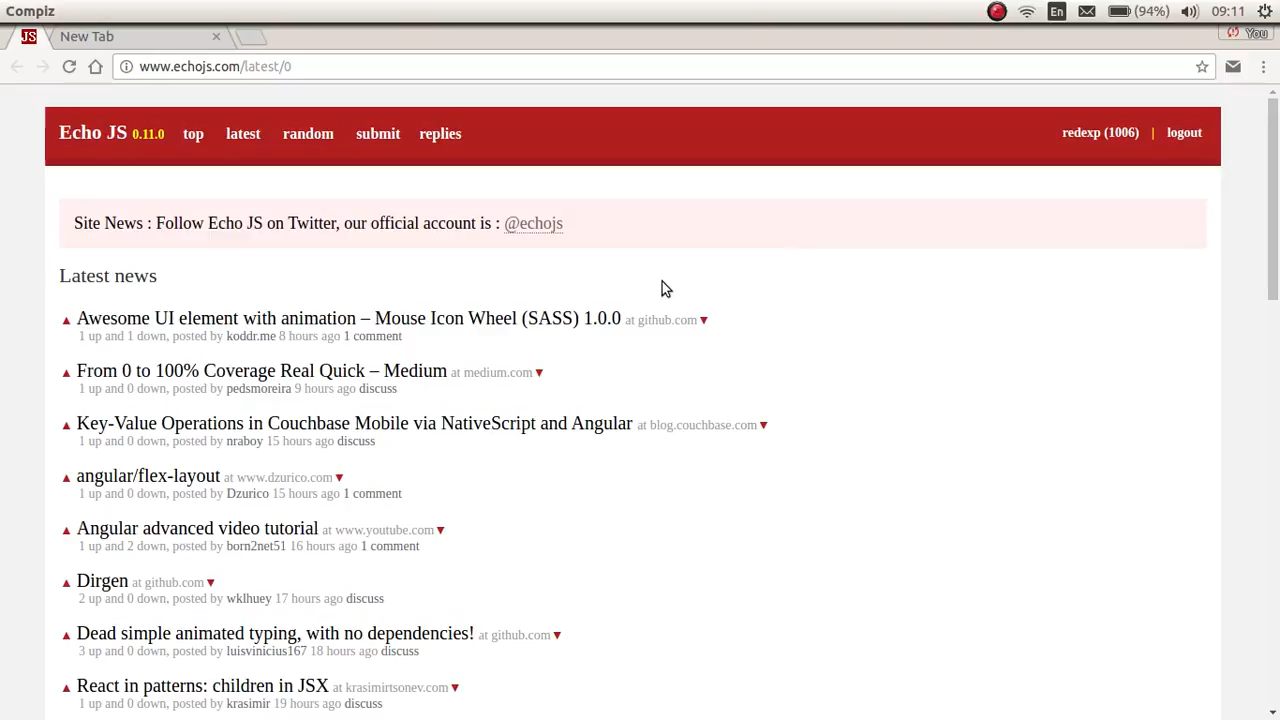 Compiz
En
(94%)
09:11
JS
New Tab
You
www.echojs.com/latest/0
Echo JS 0.11.0 top latest random submit replies
redexp (1006) | logout
Site News : Follow Echo JS on Twitter, our official account is : @echojs
Latest news
▲ Awesome UI element with animation – Mouse Icon Wheel (SASS) 1.0.0 at github.com ▼
1 up and 1 down, posted by koddr.me 8 hours ago 1 comment
▲ From 0 to 100% Coverage Real Quick – Medium at medium.com ▼
1 up and 0 down, posted by pedsmoreira 9 hours ago discuss
▲ Key-Value Operations in Couchbase Mobile via NativeScript and Angular at blog.couchbase.com ▼
1 up and 0 down, posted by nraboy 15 hours ago discuss
▲ angular/flex-layout at www.dzurico.com ▼
1 up and 0 down, posted by Dzurico 15 hours ago 1 comment
▲ Angular advanced video tutorial at www.youtube.com ▼
1 up and 2 down, posted by born2net51 16 hours ago 1 comment
▲ Dirgen at github.com ▼
2 up and 0 down, posted by wklhuey 17 hours ago discuss
▲ Dead simple animated typing, with no dependencies! at github.com ▼
3 up and 0 down, posted by luisvinicius167 18 hours ago discuss
▲ React in patterns: children in JSX at krasimirtsonev.com ▼
1 up and 0 down, posted by krasimir 19 hours ago discuss